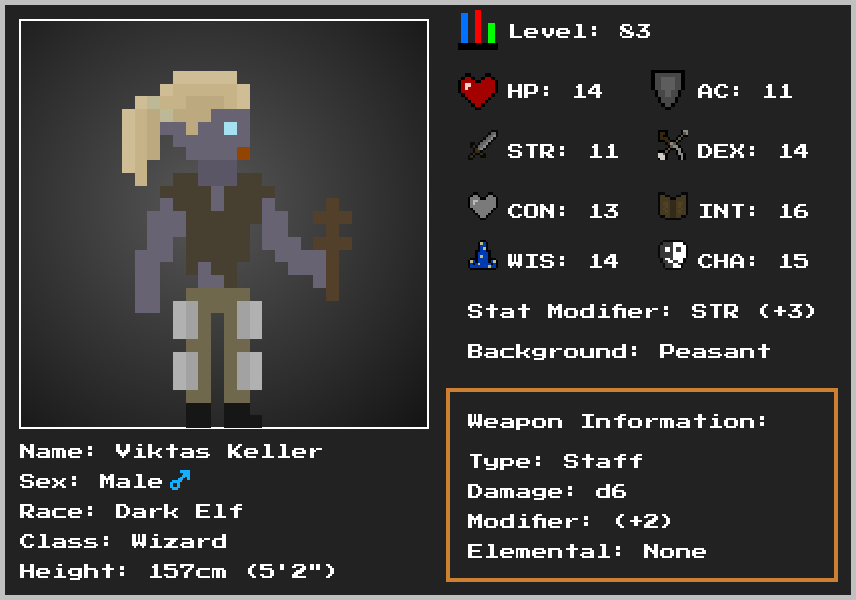 Level: 83
HP: 14 AC: 11
STR: 11 DEX: 14
CON: 13 INT: 16
WIS: 14 CHA: 15
Stat Modifier: STR (+3)
Background: Peasant
Weapon Information:
Type: Staff
Damage: d6
Modifier: (+2)
Elemental: None
Name: Viktas Keller
Sex: Male♂
Race: Dark Elf
Class: Wizard
Height: 157cm (5'2")